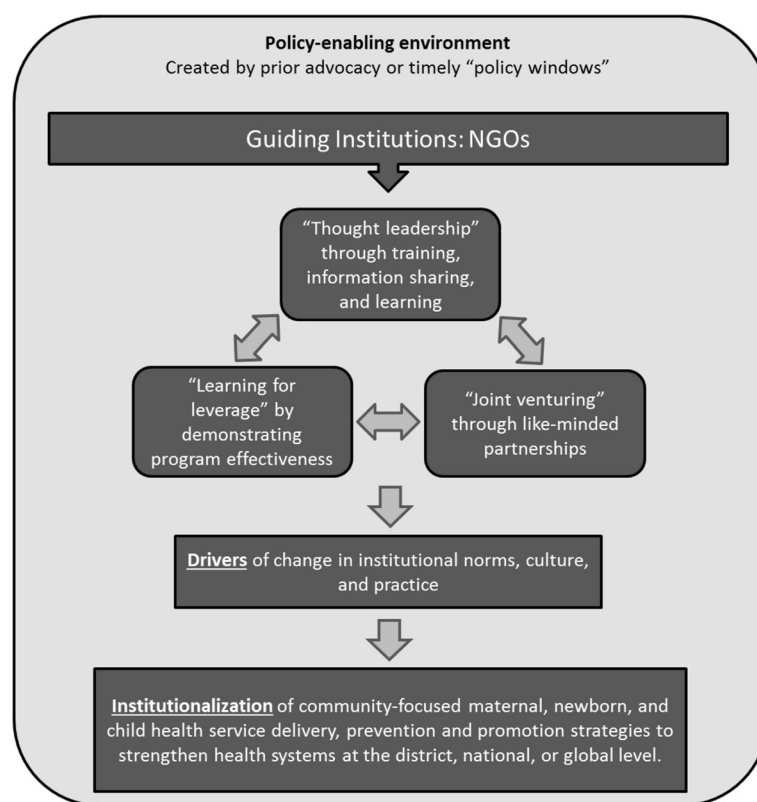 Policy-enabling environment
Created by prior advocacy or timely “policy windows”
Guiding Institutions: NGOs
“Thought leadership”
through training,
information sharing,
and learning
“Learning for
leverage” by
demonstrating
program effectiveness
“Joint venturing”
through like-minded
partnerships
Drivers of change in institutional norms, culture,
and practice
Institutionalization of community-focused maternal, newborn, and
child health service delivery, prevention and promotion strategies to
strengthen health systems at the district, national, or global level.